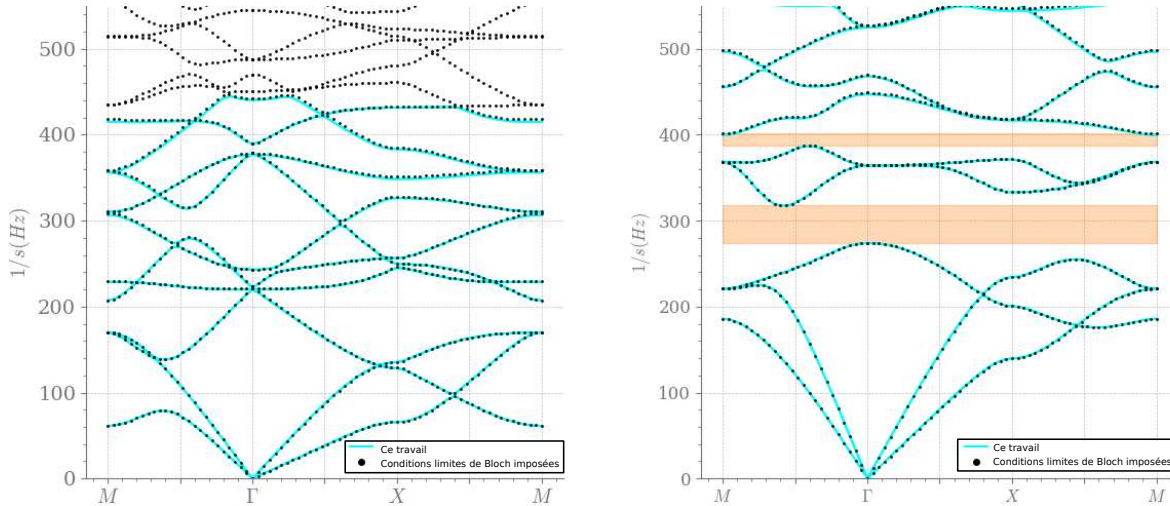 500
400
300
200
100
0
1/s(Hz)
M Γ X M
Ce travail
Conditions limites de Bloch imposées
500
400
300
200
100
0
1/s(Hz)
M Γ X M
Ce travail
Conditions limites de Bloch imposées